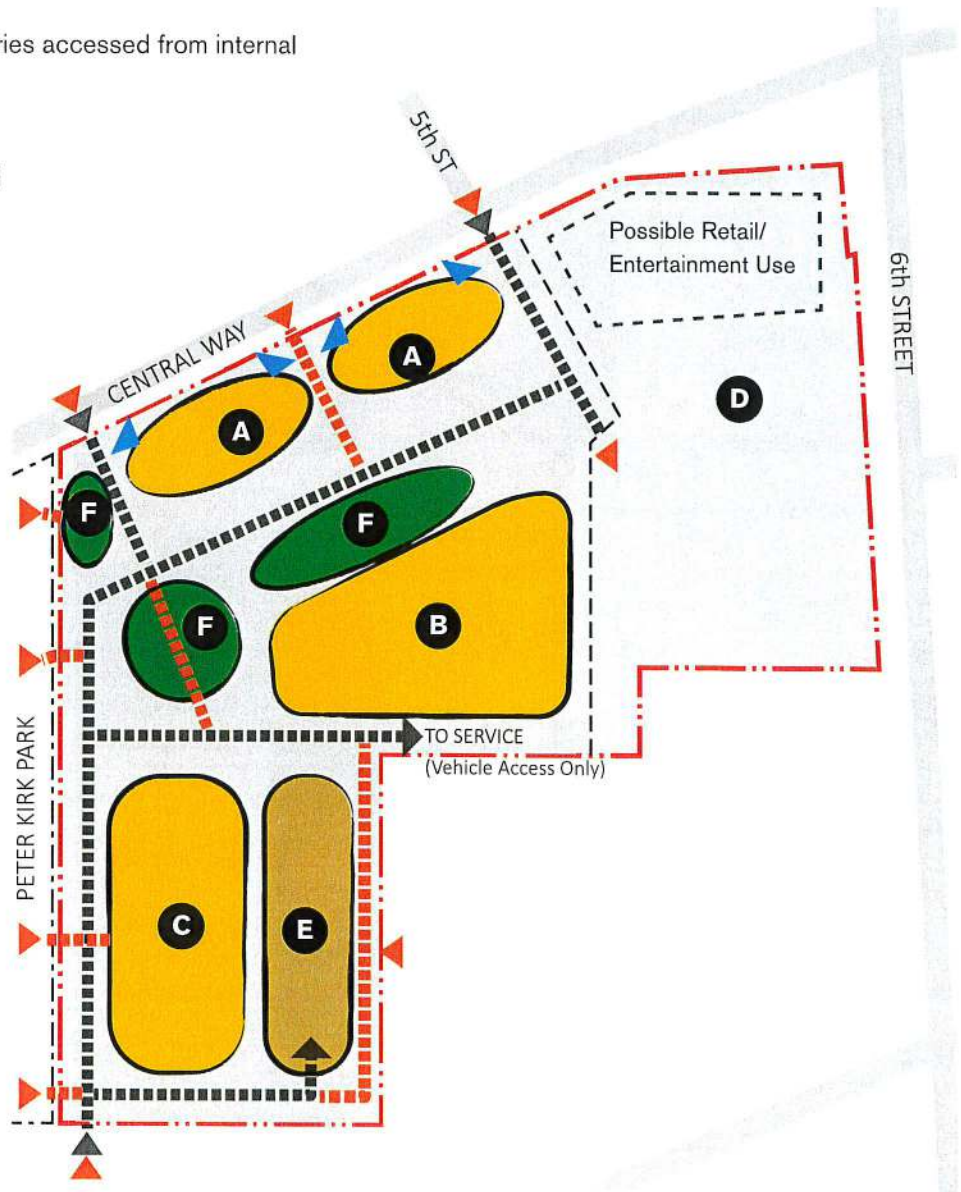 ries accessed from internal
5th ST
Possible Retail/
Entertainment Use
6th STREET
CENTRAL WAY
A
A
D
F
F
F
B
TO SERVICE
(Vehicle Access Only)
PETER KIRK PARK
C
E